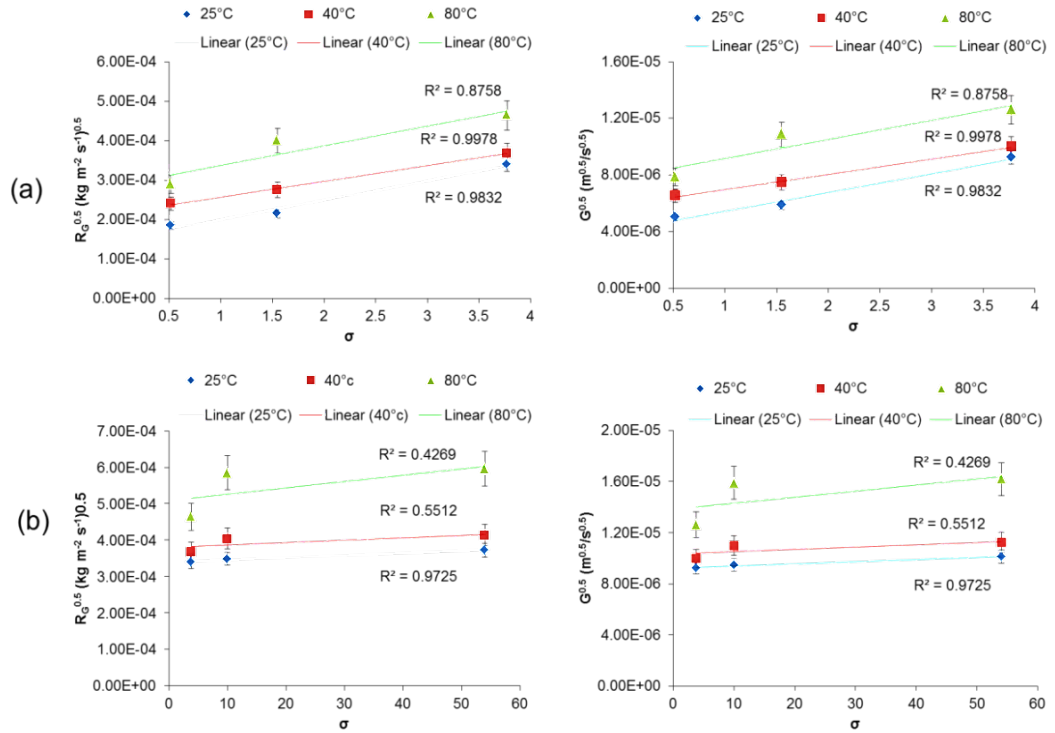 (a)
25°C 40°C 80°C
Linear (25°C) Linear (40°C) Linear (80°C)
6.00E-04
5.00E-04
4.00E-04
3.00E-04
2.00E-04
1.00E-04
0.00E+00
R_G^0.5 (kg m⁻² s⁻¹)^0.5
R² = 0.8758
R² = 0.9978
R² = 0.9832
0.5 1 1.5 2 2.5 3 3.5 4
σ
25°C 40°C 80°C
Linear (25°C) Linear (40°C) Linear (80°C)
1.60E-05
1.20E-05
8.00E-06
4.00E-06
0.00E+00
G^0.5 (m^0.5/s^0.5)
R² = 0.8758
R² = 0.9978
R² = 0.9832
0.5 1 1.5 2 2.5 3 3.5 4
σ
(b)
25°C 40°c 80°C
Linear (25°C) Linear (40°c) Linear (80°C)
7.00E-04
6.00E-04
5.00E-04
4.00E-04
3.00E-04
2.00E-04
1.00E-04
0.00E+00
R_G^0.5 (kg m⁻² s⁻¹)0.5
R² = 0.4269
R² = 0.5512
R² = 0.9725
0 10 20 30 40 50 60
σ
25°C 40°C 80°C
Linear (25°C) Linear (40°C) Linear (80°C)
2.00E-05
1.60E-05
1.20E-05
8.00E-06
4.00E-06
0.00E+00
G^0.5 (m^0.5/s^0.5)
R² = 0.4269
R² = 0.5512
R² = 0.9725
0 10 20 30 40 50 60
σ